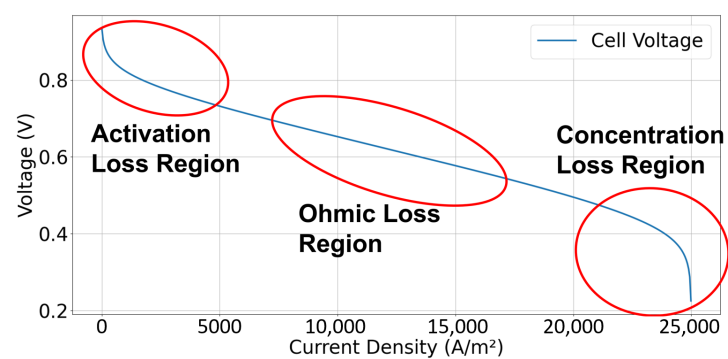 Cell Voltage
0.8
0.6
0.4
0.2
Voltage (V)
Activation
Loss Region
Ohmic Loss
Region
Concentration
Loss Region
0
5000
10,000
15,000
20,000
25,000
Current Density (A/m²)